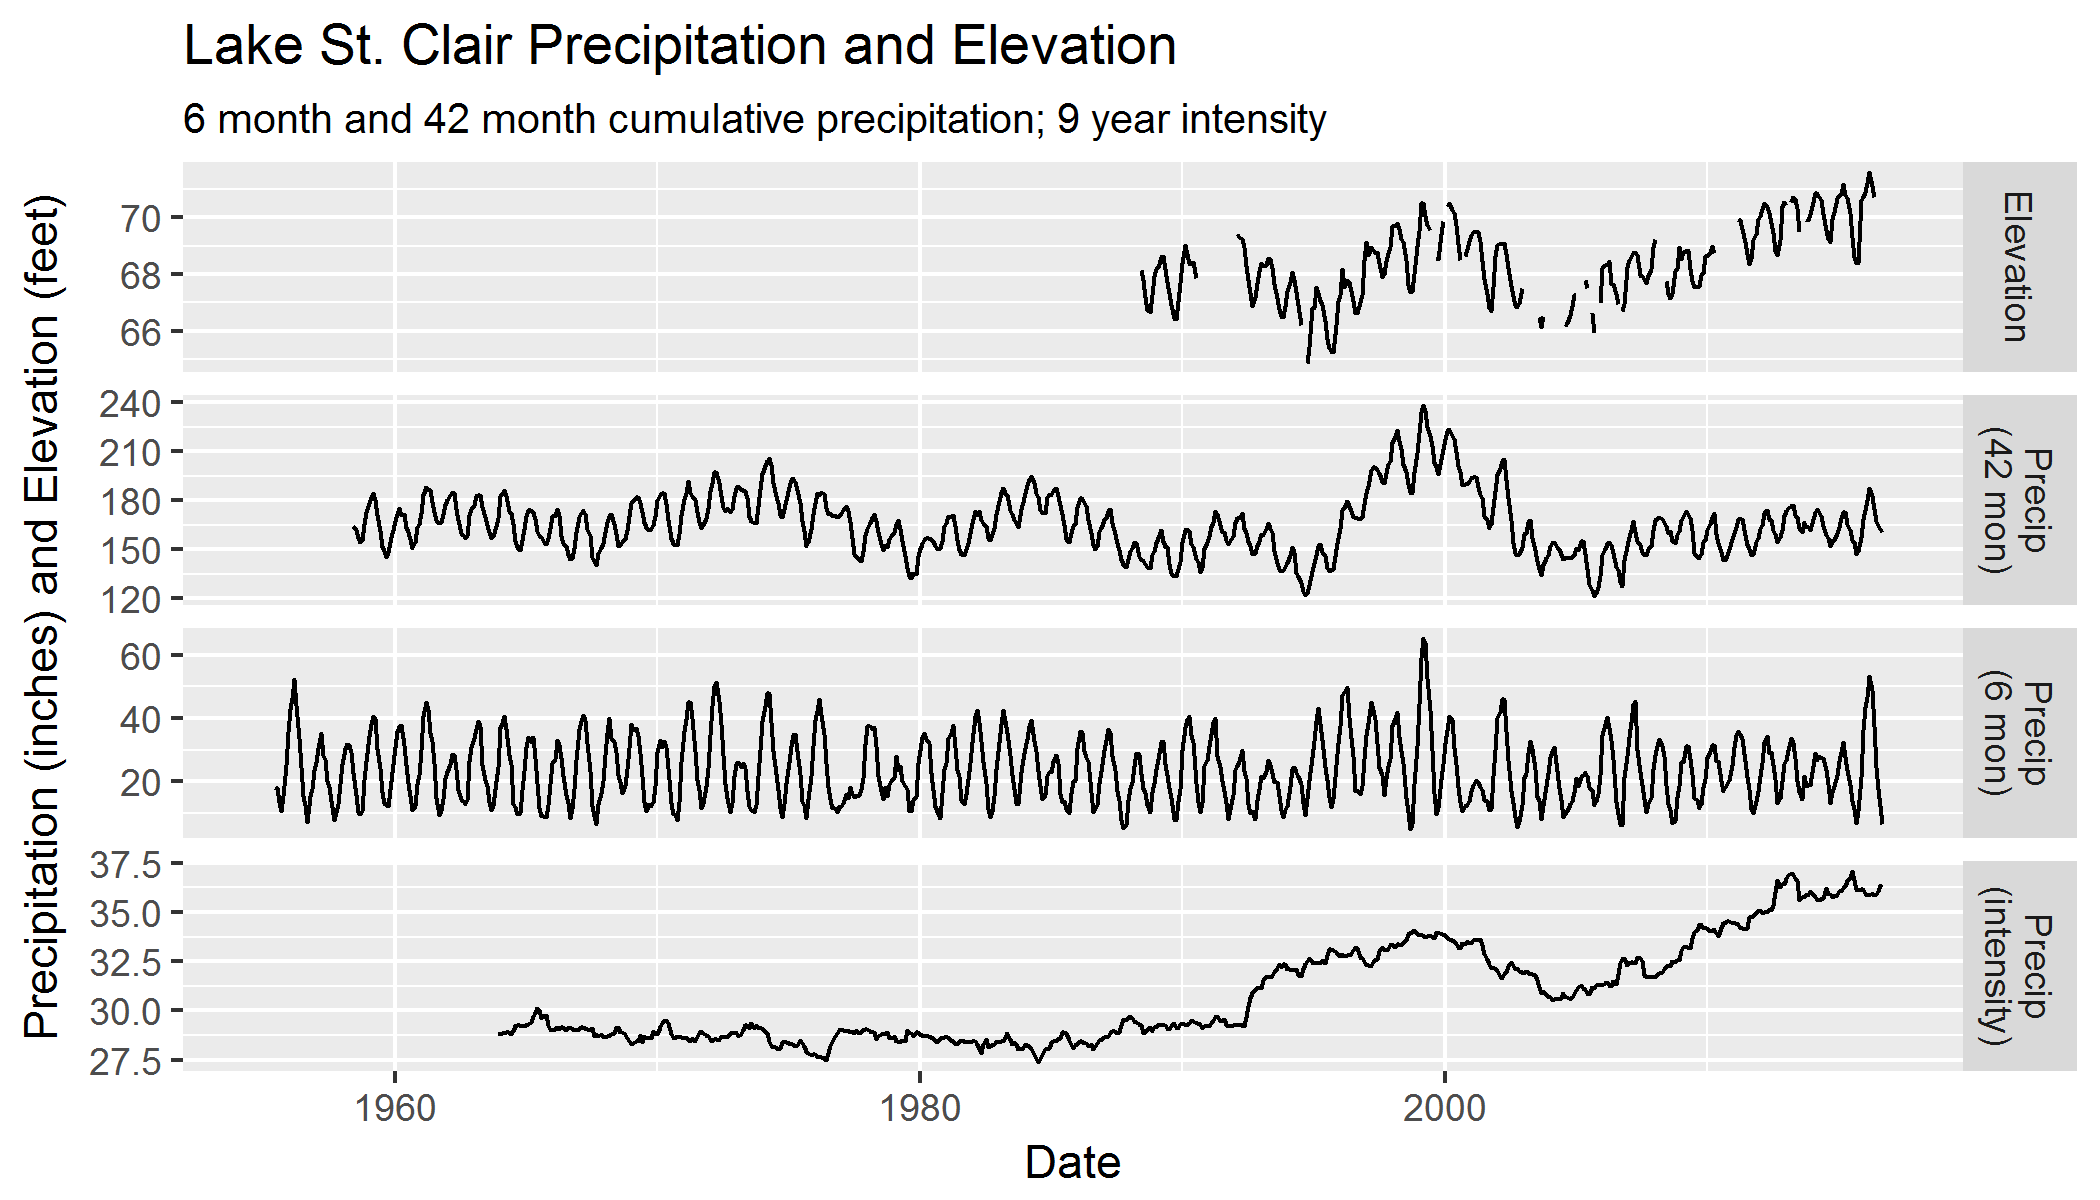 Lake St. Clair Precipitation and Elevation
6 month and 42 month cumulative precipitation; 9 year intensity
Precipitation (inches) and Elevation (feet)
70
68
66
Elevation
240
210
180
150
120
Precip
(42 mon)
60
40
20
Precip
(6 mon)
37.5
35.0
32.5
30.0
27.5
Precip
(intensity)
1960
1980
2000
Date